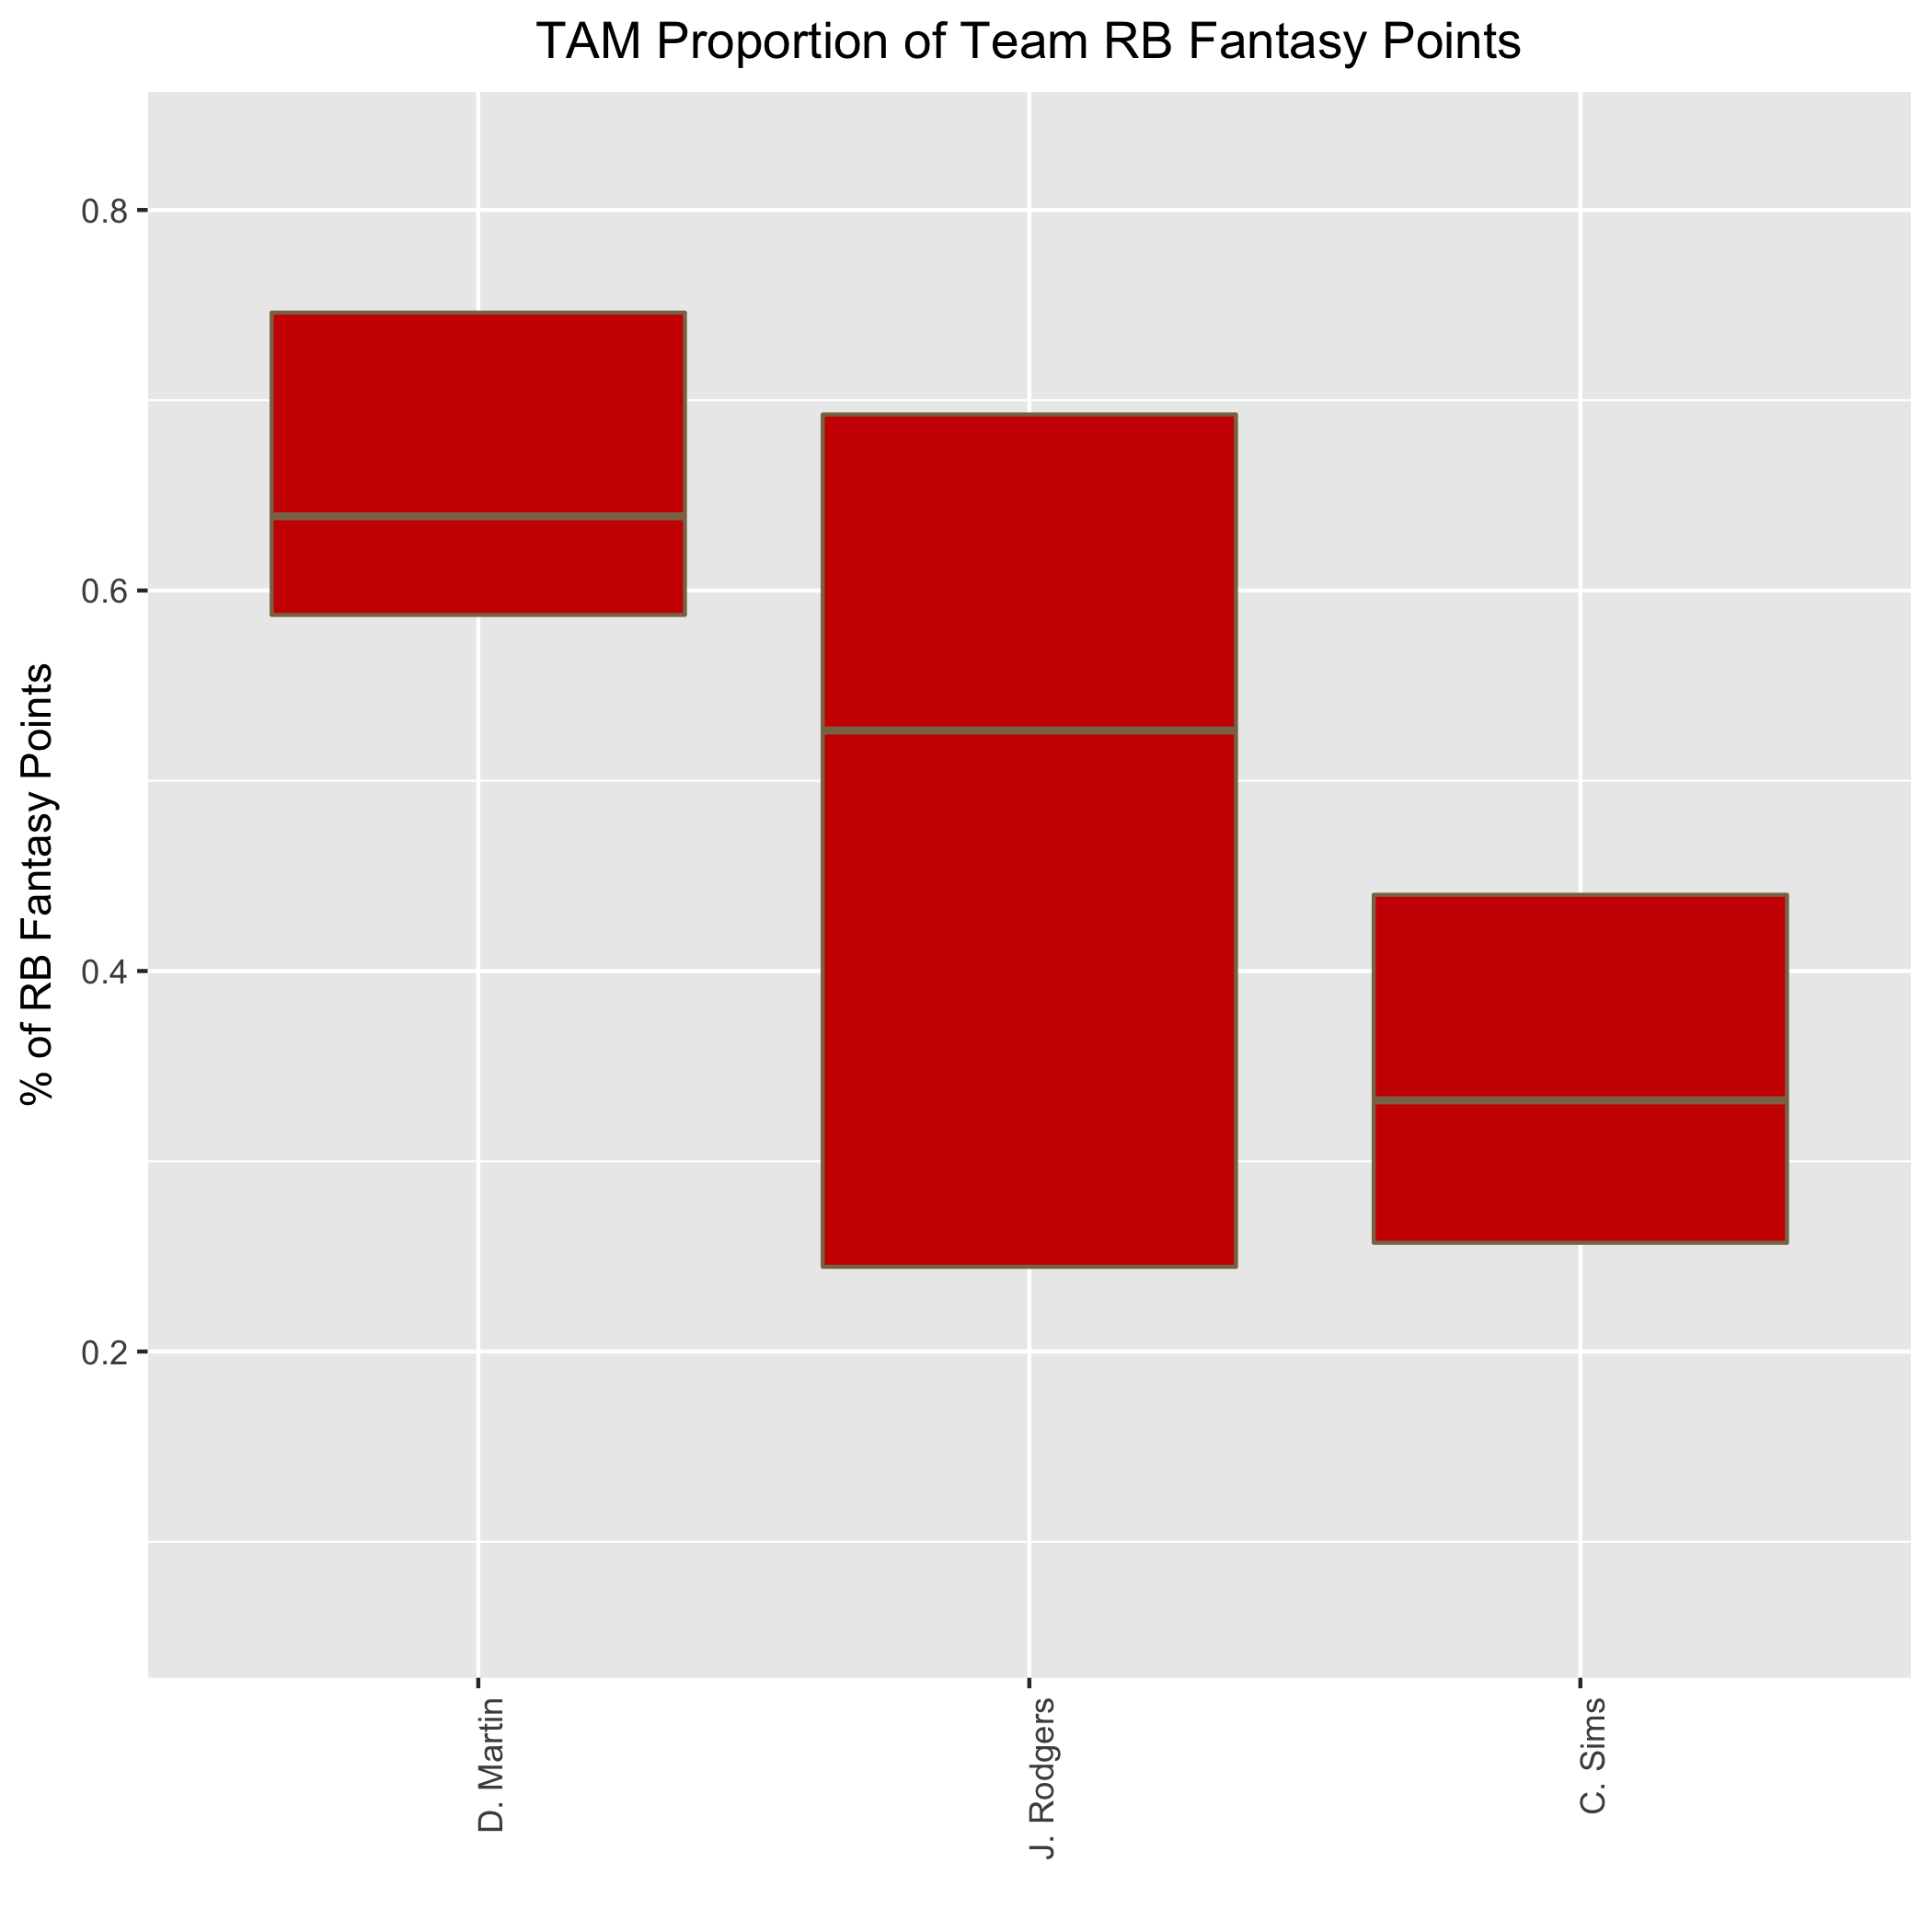 TAM Proportion of Team RB Fantasy Points
% of RB Fantasy Points
0.8
0.6
0.4
0.2
D. Martin
J. Rodgers
C. Sims